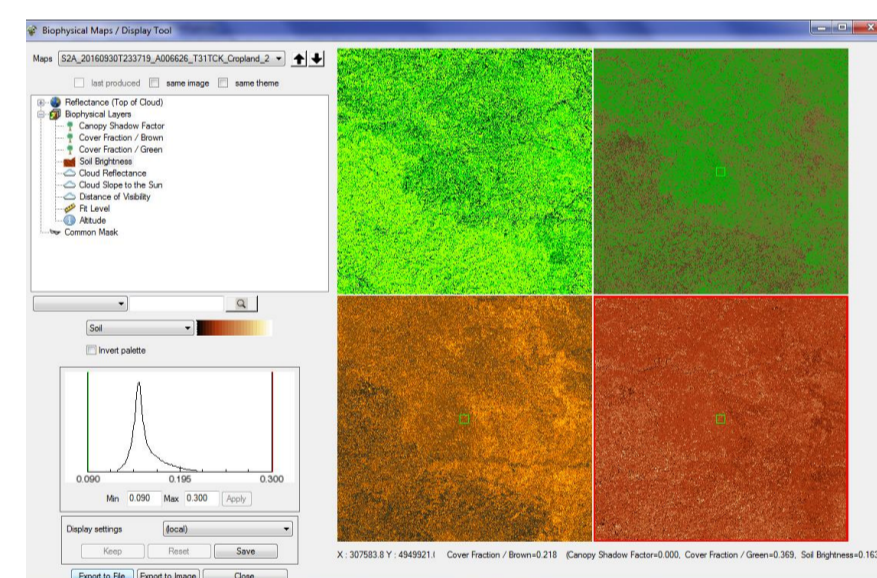 Biophysical Maps / Display Tool
Maps S2A_20160930T233719_A006626_T31TCK_Cropland_2
last produced same image same theme
Reflectance (Top of Cloud)
Biophysical Layers
Canopy Shadow Factor
Cover Fraction / Brown
Cover Fraction / Green
Soil Brightness
Cloud Reflectance
Cloud Slope to the Sun
Distance of Visibility
Fit Level
Altitude
Common Mask
Soil
Invert palette
0.090 0.195 0.300
Min 0.090 Max 0.300 Apply
Display settings (local)
Keep Reset Save
Export to File Export to Image Close
X : 307583.8 Y : 4949921.( Cover Fraction / Brown=0.218 (Canopy Shadow Factor=0.000, Cover Fraction / Green=0.369, Soil Brightness=0.163